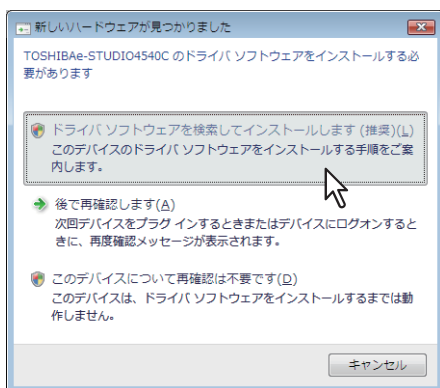 新しいハードウェアが見つかりました
TOSHIBAe-STUDIO4540C のドライバ ソフトウェアをインストールする必
要があります
ドライバ ソフトウェアを検索してインストールします (推奨)(L)
このデバイスのドライバ ソフトウェアをインストールする手順をご案
内します。
後で再確認します(A)
次回デバイスをプラグ インするときまたはデバイスにログオンすると
きに、再度確認メッセージが表示されます。
このデバイスについて再確認は不要です(D)
このデバイスは、ドライバ ソフトウェアをインストールするまでは動
作しません。
キャンセル